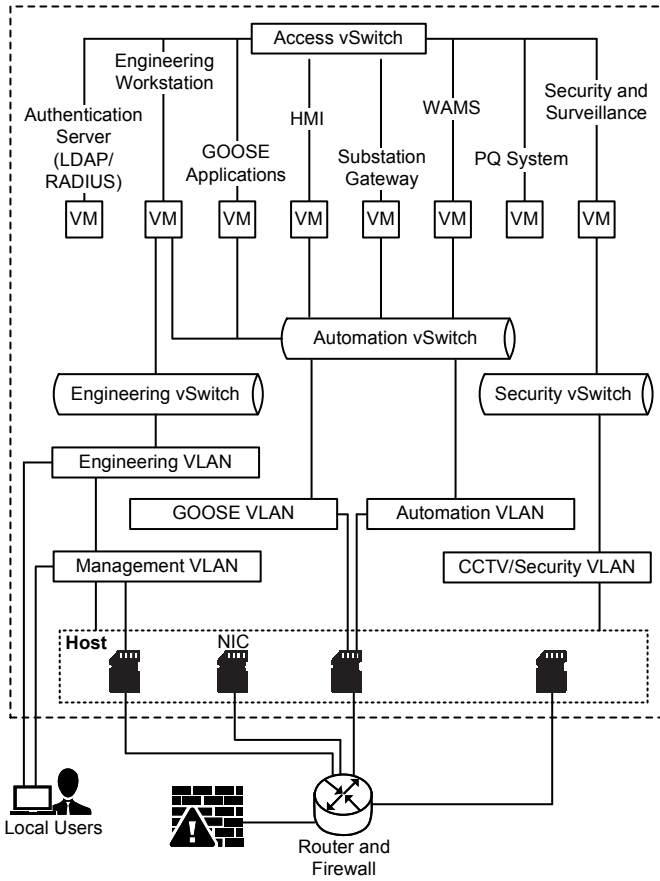 Access vSwitch
Engineering
Workstation
WAMS
Security and
Surveillance
Authentication
Server
(LDAP/
RADIUS)
HMI
GOOSE
Applications
Substation
Gateway
PQ System
VM
VM
VM
VM
VM
VM
VM
VM
Automation vSwitch
Engineering vSwitch
Security vSwitch
Engineering VLAN
GOOSE VLAN
Automation VLAN
Management VLAN
CCTV/Security VLAN
Host
NIC
Local Users
Router and
Firewall